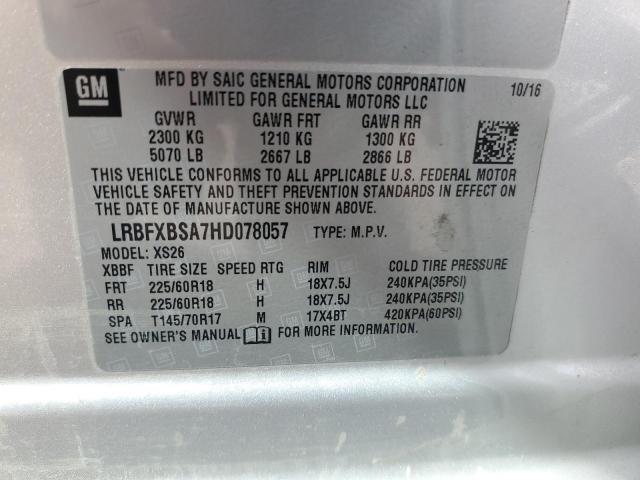 GM MFD BY SAIC GENERAL MOTORS CORPORATION 10/16
LIMITED FOR GENERAL MOTORS LLC
GVWR GAWR FRT GAWR RR
2300 KG 1210 KG 1300 KG
5070 LB 2667 LB 2866 LB
THIS VEHICLE CONFORMS TO ALL APPLICABLE U.S. FEDERAL MOTOR
VEHICLE SAFETY AND THEFT PREVENTION STANDARDS IN EFFECT ON
THE DATE OF MANUFACTURE SHOWN ABOVE.
LRBFXBSA7HD078057 TYPE: M.P.V.
MODEL: XS26
XBBF TIRE SIZE SPEED RTG RIM COLD TIRE PRESSURE
FRT 225/60R18 H 18X7.5J 240KPA(35PSI)
RR 225/60R18 H 18X7.5J 240KPA(35PSI)
SPA T145/70R17 M 17X4BT 420KPA(60PSI)
SEE OWNER'S MANUAL FOR MORE INFORMATION.